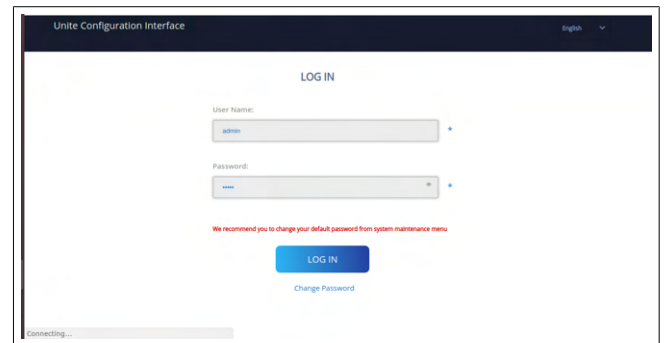 Unite Configuration Interface
English
LOG IN
User Name:
admin
*
Password:
•••••
*
We recommend you to change your default password from system maintenance menu
LOG IN
Change Password
Connecting...